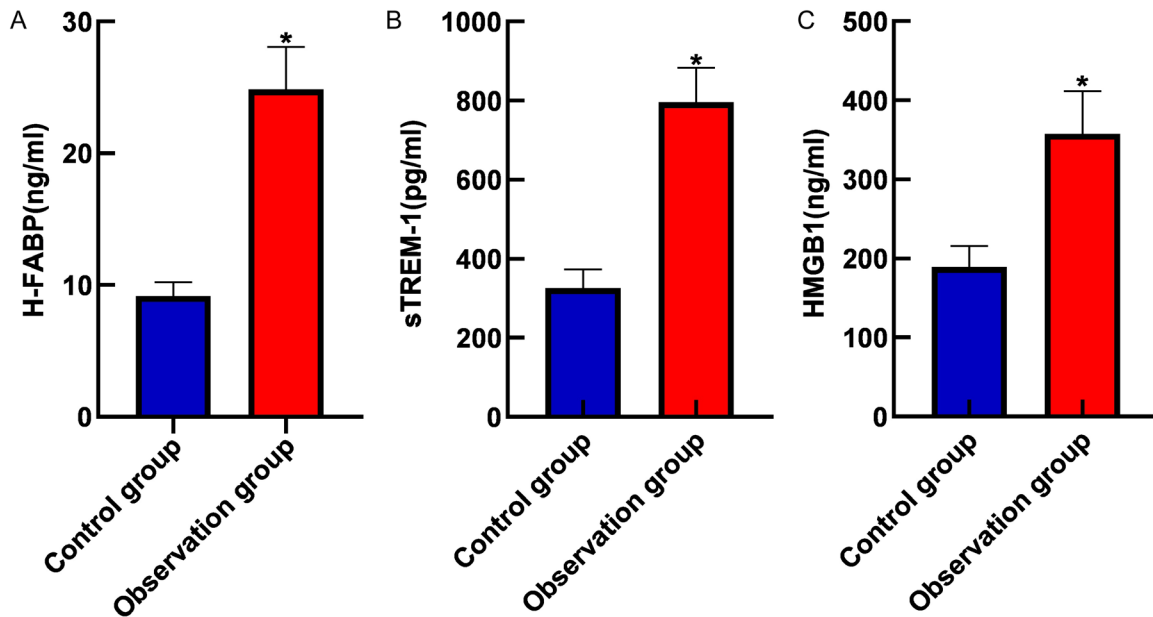 A
H-FABP(ng/ml)
30
20
10
0
*
Control group
Observation group
B
sTREM-1(pg/ml)
1000
800
600
400
200
0
*
Control group
Observation group
C
HMGB1(ng/ml)
500
400
300
200
100
0
*
Control group
Observation group